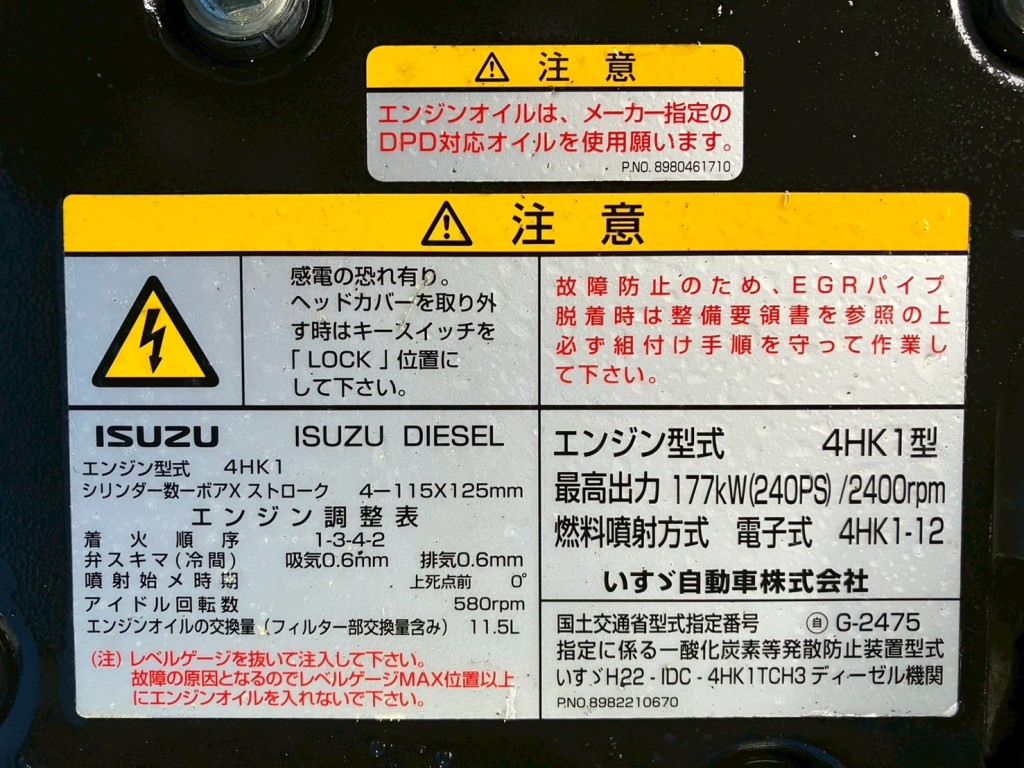 注意
エンジンオイルは、メーカー指定の
DPD対応オイルを使用願います。
P.NO. 8980461710
注意
感電の恐れ有り。
ヘッドカバーを取り外
す時はキースイッチを
「LOCK」位置に
して下さい。
故障防止のため、EGRパイプ
脱着時は整備要領書を参照の上
必ず組付け手順を守って作業し
て下さい。
ISUZU ISUZU DIESEL
エンジン型式 4HK1
シリンダー数ーボアX ストローク 4ー115X125mm
エンジン調整表
着火順序 1-3-4-2
弁スキマ(冷間) 吸気0.6mm 排気0.6mm
噴射始メ時期 上死点前 0°
アイドル回転数 580rpm
エンジンオイルの交換量(フィルター部交換量含み) 11.5L
(注)レベルゲージを抜いて注入して下さい。
故障の原因となるのでレベルゲージMAX位置以上
にエンジンオイルを入れないで下さい。
エンジン型式 4HK1型
最高出力 177kW(240PS)/2400rpm
燃料噴射方式 電子式 4HK1-12
いすゞ自動車株式会社
国土交通省型式指定番号 自 G-2475
指定に係る一酸化炭素等発散防止装置型式
いすゞH22-IDC-4HK1TCH3 ディーゼル機関
P.NO.8982210670